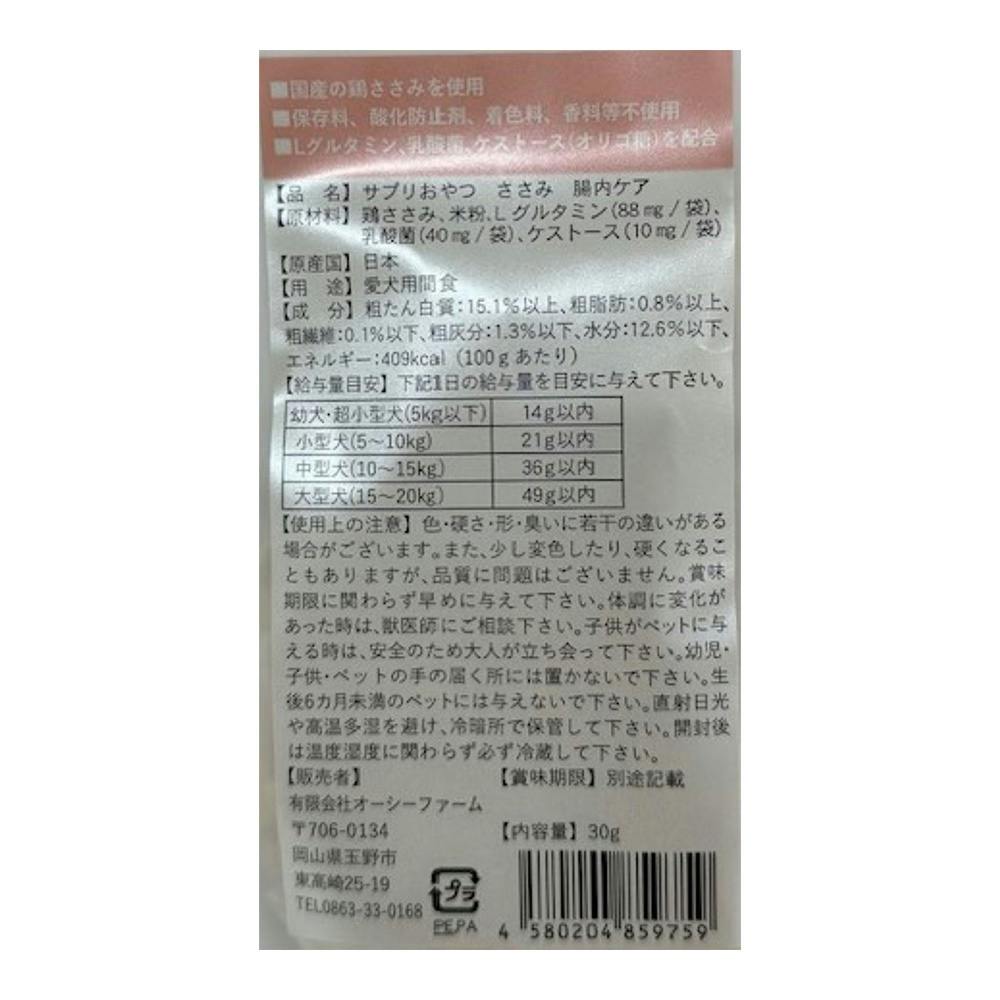 ■国産の鶏ささみを使用
■保存料、酸化防止剤、着色料、香料等不使用
■Lグルタミン、乳酸菌、ケストース(オリゴ糖)を配合
【品　名】 サプリおやつ　ささみ　腸内ケア
【原材料】 鶏ささみ、米粉、Lグルタミン(88㎎/袋)、
乳酸菌(40㎎/袋)、ケストース(10㎎/袋)
【原産国】 日本
【用　途】 愛犬用間食
【成　分】 粗たん白質:15.1%以上、粗脂肪:0.8%以上、
粗繊維:0.1%以下、粗灰分:1.3%以下、水分:12.6%以下、
エネルギー:409kcal（100gあたり）
【給与量目安】 下記1日の給与量を目安に与えて下さい。
幼犬・超小型犬(5kg以下) 14g以内
小型犬(5～10kg) 21g以内
中型犬(10～15kg) 36g以内
大型犬(15～20kg) 49g以内
【使用上の注意】 色・硬さ・形・臭いに若干の違いがある
場合がございます。また、少し変色したり、硬くなるこ
ともありますが、品質に問題はございません。賞味
期限に関わらず早めに与えて下さい。体調に変化が
あった時は、獣医師にご相談下さい。子供がペットに与
える時は、安全のため大人が立ち会って下さい。幼児・
子供・ペットの手の届く所には置かないで下さい。生
後6カ月未満のペットには与えないで下さい。直射日光
や高温多湿を避け、冷暗所で保管して下さい。開封後
は温度湿度に関わらず必ず冷蔵して下さい。
【販売者】 【賞味期限】 別途記載
有限会社オーシーファーム
〒706-0134 【内容量】 30g
岡山県玉野市
東高崎25-19
TEL0863-33-0168
プラ
PE,PA
4 580204 859759